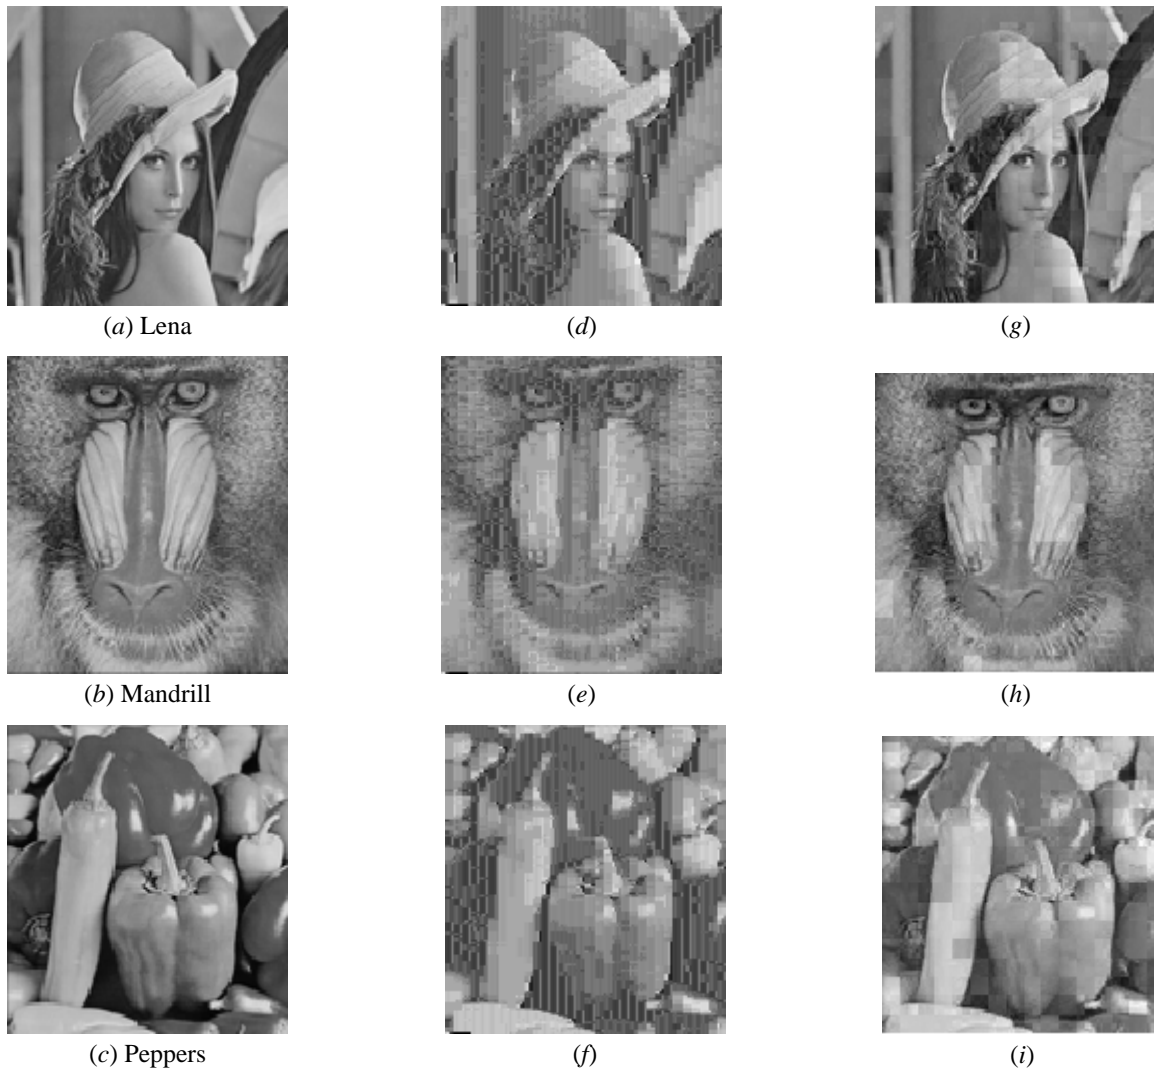 (a) Lena
(d)
(g)
(b) Mandrill
(e)
(h)
(c) Peppers
(f)
(i)